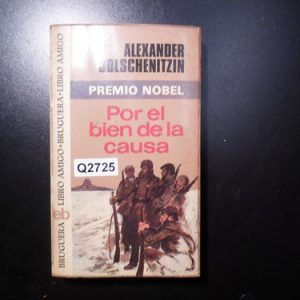 ALEXANDER
SOLSCHENITZIN
PREMIO NOBEL
Por el
bien de la
causa
Q2725
BRUGUERA · LIBRO AMIGO · BRUGUERA · LIBRO AMIGO
eb